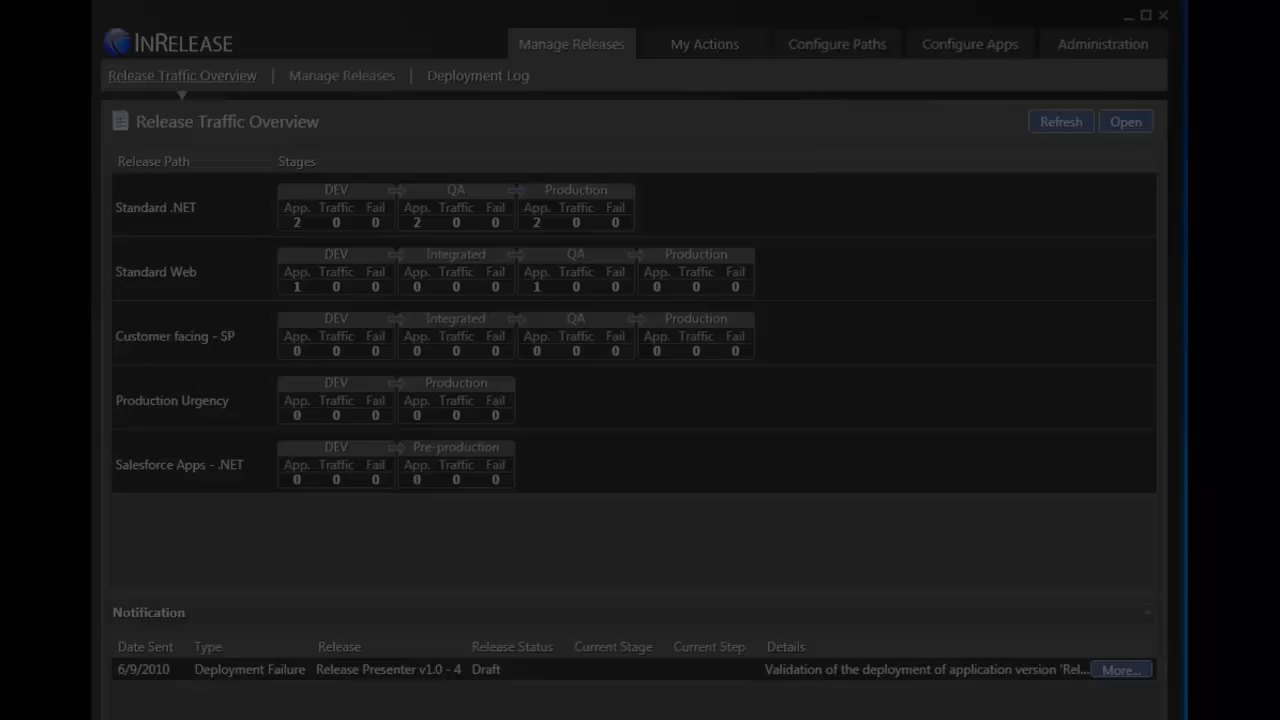 INRELEASE
Manage Releases My Actions Configure Paths Configure Apps Administration
Release Traffic Overview | Manage Releases | Deployment Log
Release Traffic Overview Refresh Open
Release Path Stages
DEV QA Production
Standard .NET App. Traffic Fail App. Traffic Fail App. Traffic Fail
2 0 0 2 0 0 2 0 0
DEV Integrated QA Production
Standard Web App. Traffic Fail App. Traffic Fail App. Traffic Fail App. Traffic Fail
1 0 0 0 0 0 1 0 0 0 0 0
DEV Integrated QA Production
Customer facing - SP App. Traffic Fail App. Traffic Fail App. Traffic Fail App. Traffic Fail
0 0 0 0 0 0 0 0 0 0 0 0
DEV Production
Production Urgency App. Traffic Fail App. Traffic Fail
0 0 0 0 0 0
DEV Pre-production
Salesforce Apps - .NET App. Traffic Fail App. Traffic Fail
0 0 0 0 0 0
Notification
Date Sent Type Release Release Status Current Stage Current Step Details
6/9/2010 Deployment Failure Release Presenter v1.0 - 4 Draft Validation of the deployment of application version 'Rel... More...